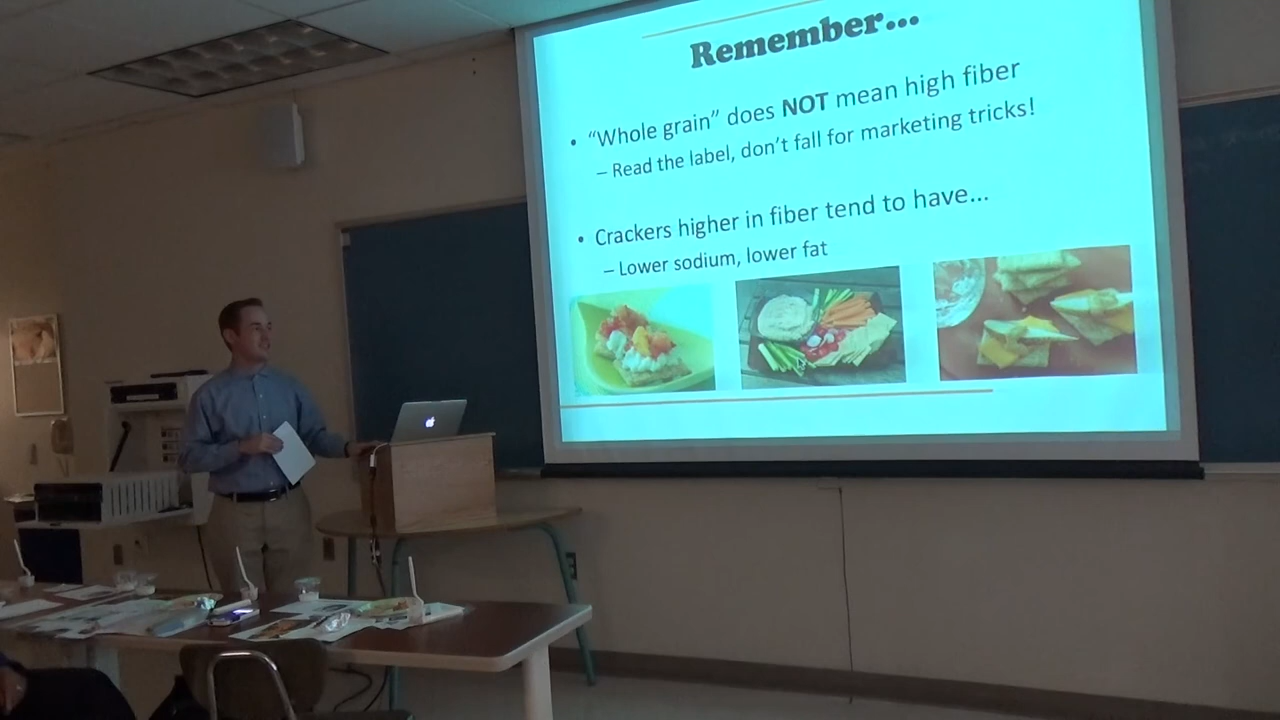 Remember...
• “Whole grain” does NOT mean high fiber
– Read the label, don’t fall for marketing tricks!
• Crackers higher in fiber tend to have...
– Lower sodium, lower fat